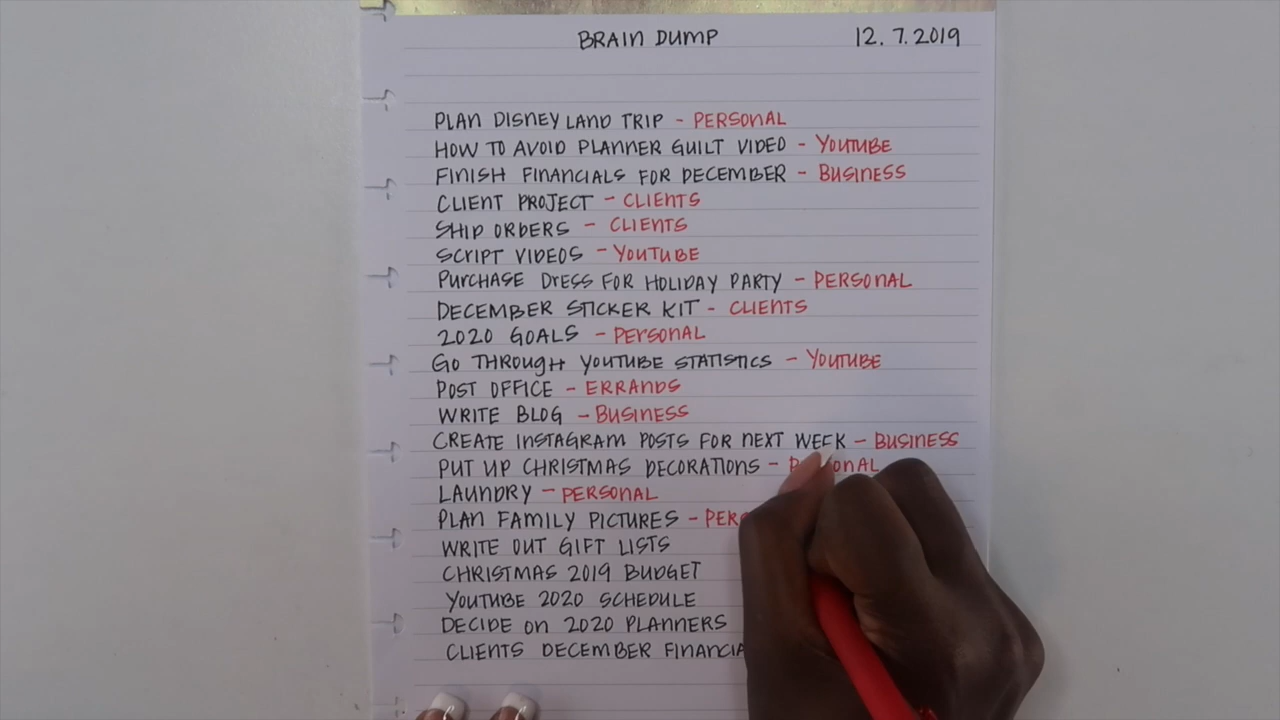 BRAIN DUMP 12.7.2019
PLAN DISNEYLAND TRIP - PERSONAL
HOW TO AVOID PLANNER GUILT VIDEO - YOUTUBE
FINISH FINANCIALS FOR DECEMBER - BUSINESS
CLIENT PROJECT - CLIENTS
SHIP ORDERS - CLIENTS
SCRIPT VIDEOS - YOUTUBE
PURCHASE DRESS FOR HOLIDAY PARTY - PERSONAL
DECEMBER STICKER KIT - CLIENTS
2020 GOALS - PERSONAL
GO THROUGH YOUTUBE STATISTICS - YOUTUBE
POST OFFICE - ERRANDS
WRITE BLOG - BUSINESS
CREATE INSTAGRAM POSTS FOR NEXT WEEK - BUSINESS
PUT UP CHRISTMAS DECORATIONS -
LAUNDRY - PERSONAL
PLAN FAMILY PICTURES -
WRITE OUT GIFT LISTS
CHRISTMAS 2019 BUDGET
YOUTUBE 2020 SCHEDULE
DECIDE ON 2020 PLANNERS
CLIENTS DECEMBER